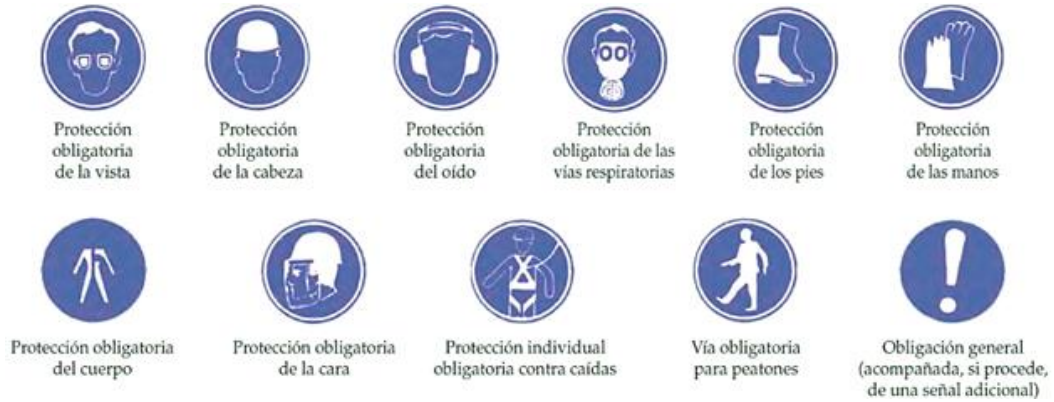 Protección
obligatoria
de la vista
Protección
obligatoria
de la cabeza
Protección
obligatoria
del oído
Protección
obligatoria de las
vías respiratorias
Protección
obligatoria
de los pies
Protección
obligatoria
de las manos
Protección obligatoria
del cuerpo
Protección obligatoria
de la cara
Protección individual
obligatoria contra caídas
Vía obligatoria
para peatones
Obligación general
(acompañada, si procede,
de una señal adicional)